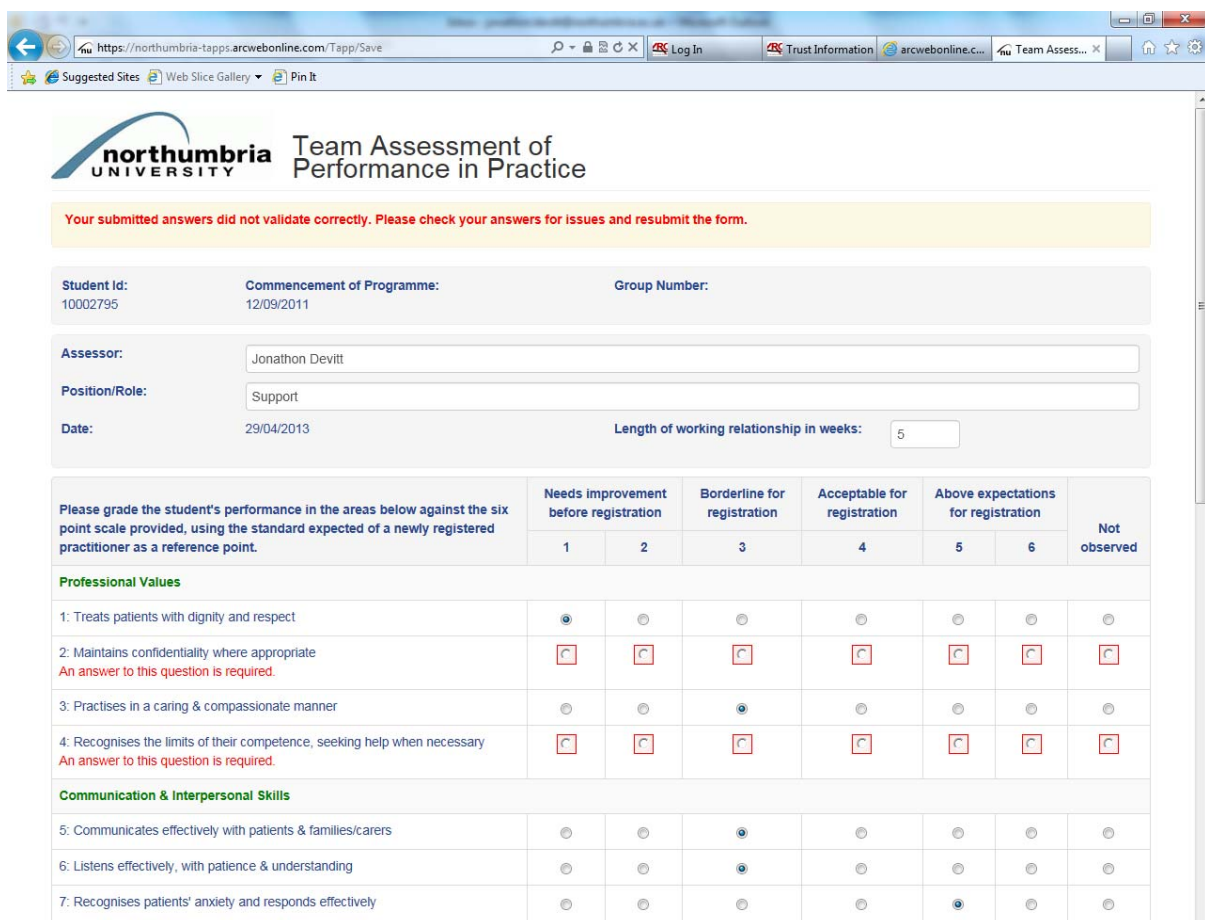 https://northumbria-tapps.arcwebonline.com/Tapp/Save
Log In
Trust Information
arcwebonline.c...
Team Assess...
Suggested Sites
Web Slice Gallery
Pin It
northumbria
UNIVERSITY
Team Assessment of
Performance in Practice
Your submitted answers did not validate correctly. Please check your answers for issues and resubmit the form.
Student Id: Commencement of Programme: Group Number:
10002795 12/09/2011
Assessor: Jonathon Devitt
Position/Role: Support
Date: 29/04/2013 Length of working relationship in weeks: 5
Please grade the student's performance in the areas below against the six
point scale provided, using the standard expected of a newly registered
practitioner as a reference point.
Needs improvement
before registration
Borderline for
registration
Acceptable for
registration
Above expectations
for registration
Not
observed
1 2 3 4 5 6
Professional Values
1: Treats patients with dignity and respect
2: Maintains confidentiality where appropriate
An answer to this question is required.
3: Practises in a caring & compassionate manner
4: Recognises the limits of their competence, seeking help when necessary
An answer to this question is required.
Communication & Interpersonal Skills
5: Communicates effectively with patients & families/carers
6: Listens effectively, with patience & understanding
7: Recognises patients' anxiety and responds effectively